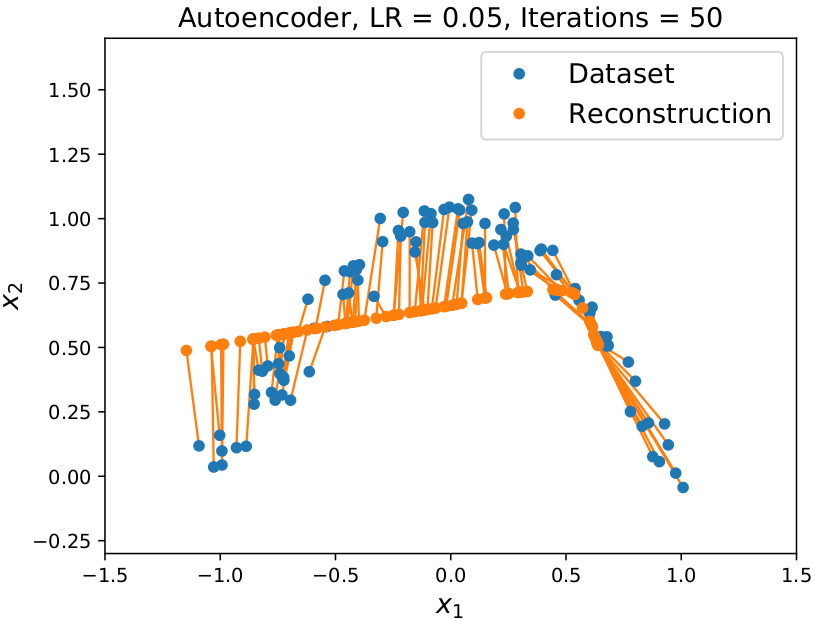 Autoencoder, LR = 0.05, Iterations = 50
Dataset
Reconstruction
x₂
1.50
1.25
1.00
0.75
0.50
0.25
0.00
−0.25
−1.5 −1.0 −0.5 0.0 0.5 1.0 1.5
x₁